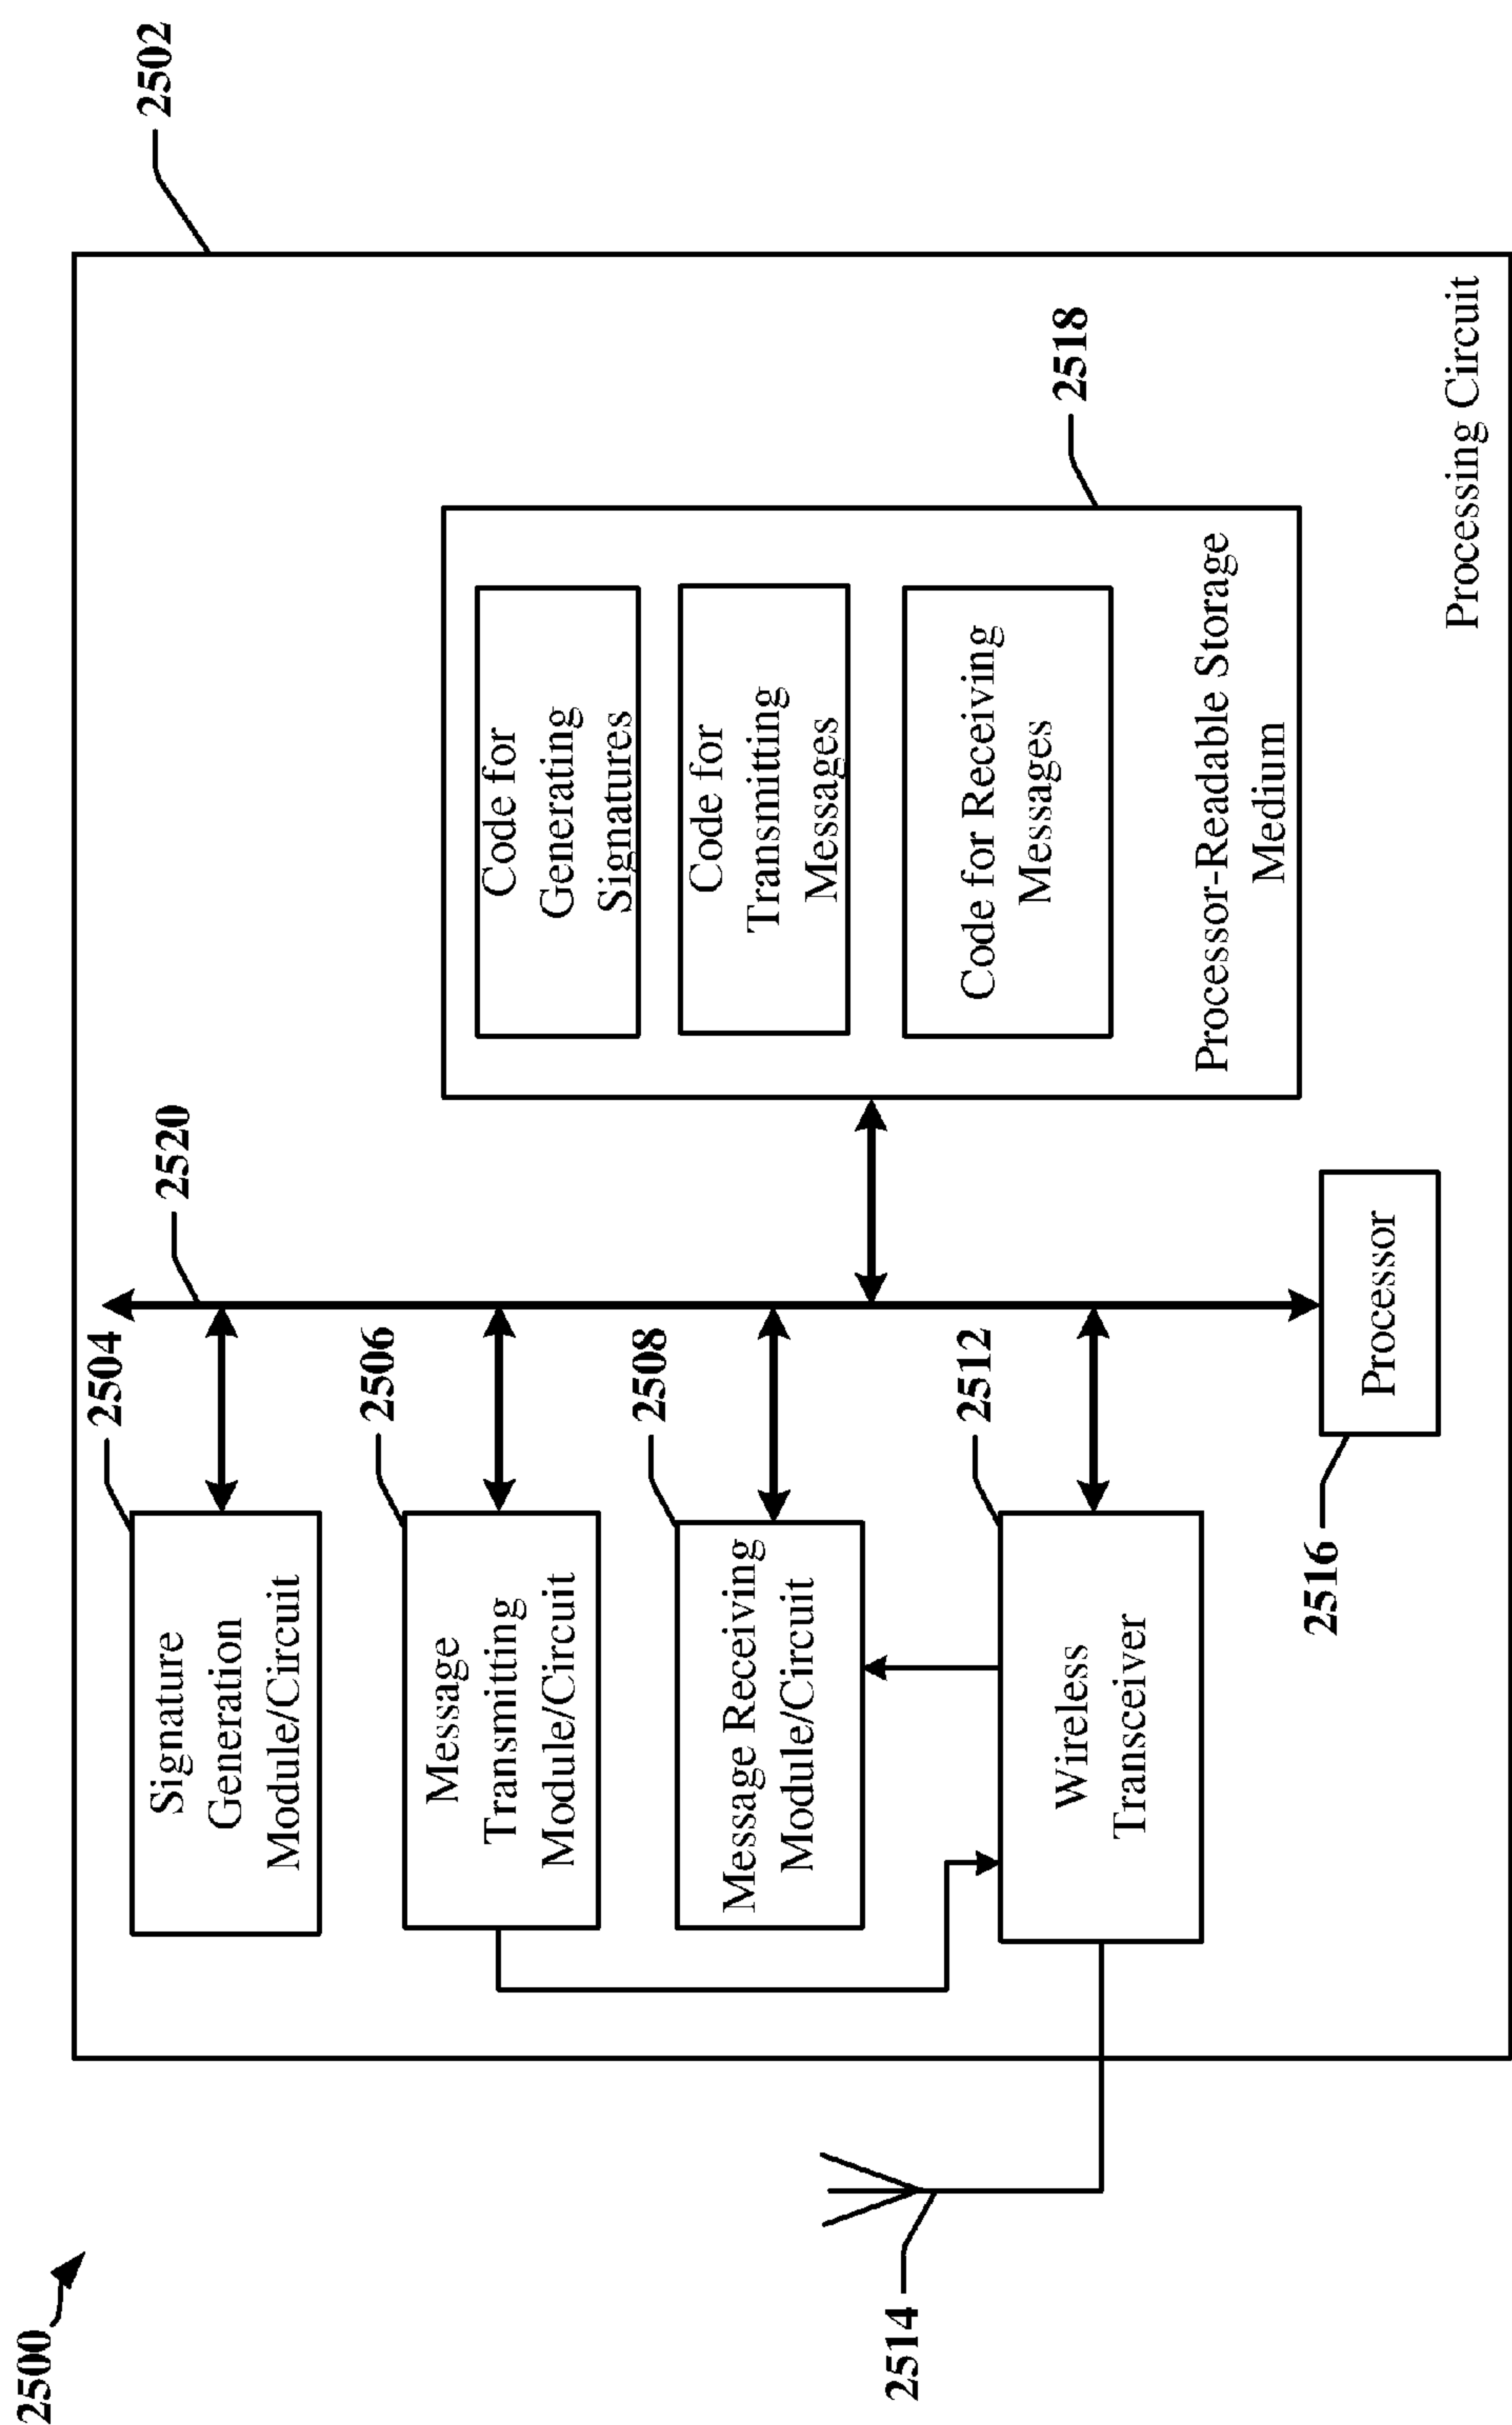 2500
2502
2504
Signature
Generation
Module/Circuit
2520
2506
Message
Transmitting
Module/Circuit
2508
Message Receiving
Module/Circuit
2512
Wireless
Transceiver
2514
2516
Processor
2518
Code for
Generating
Signatures
Code for
Transmitting
Messages
Code for Receiving
Messages
Processor-Readable Storage
Medium
Processing Circuit